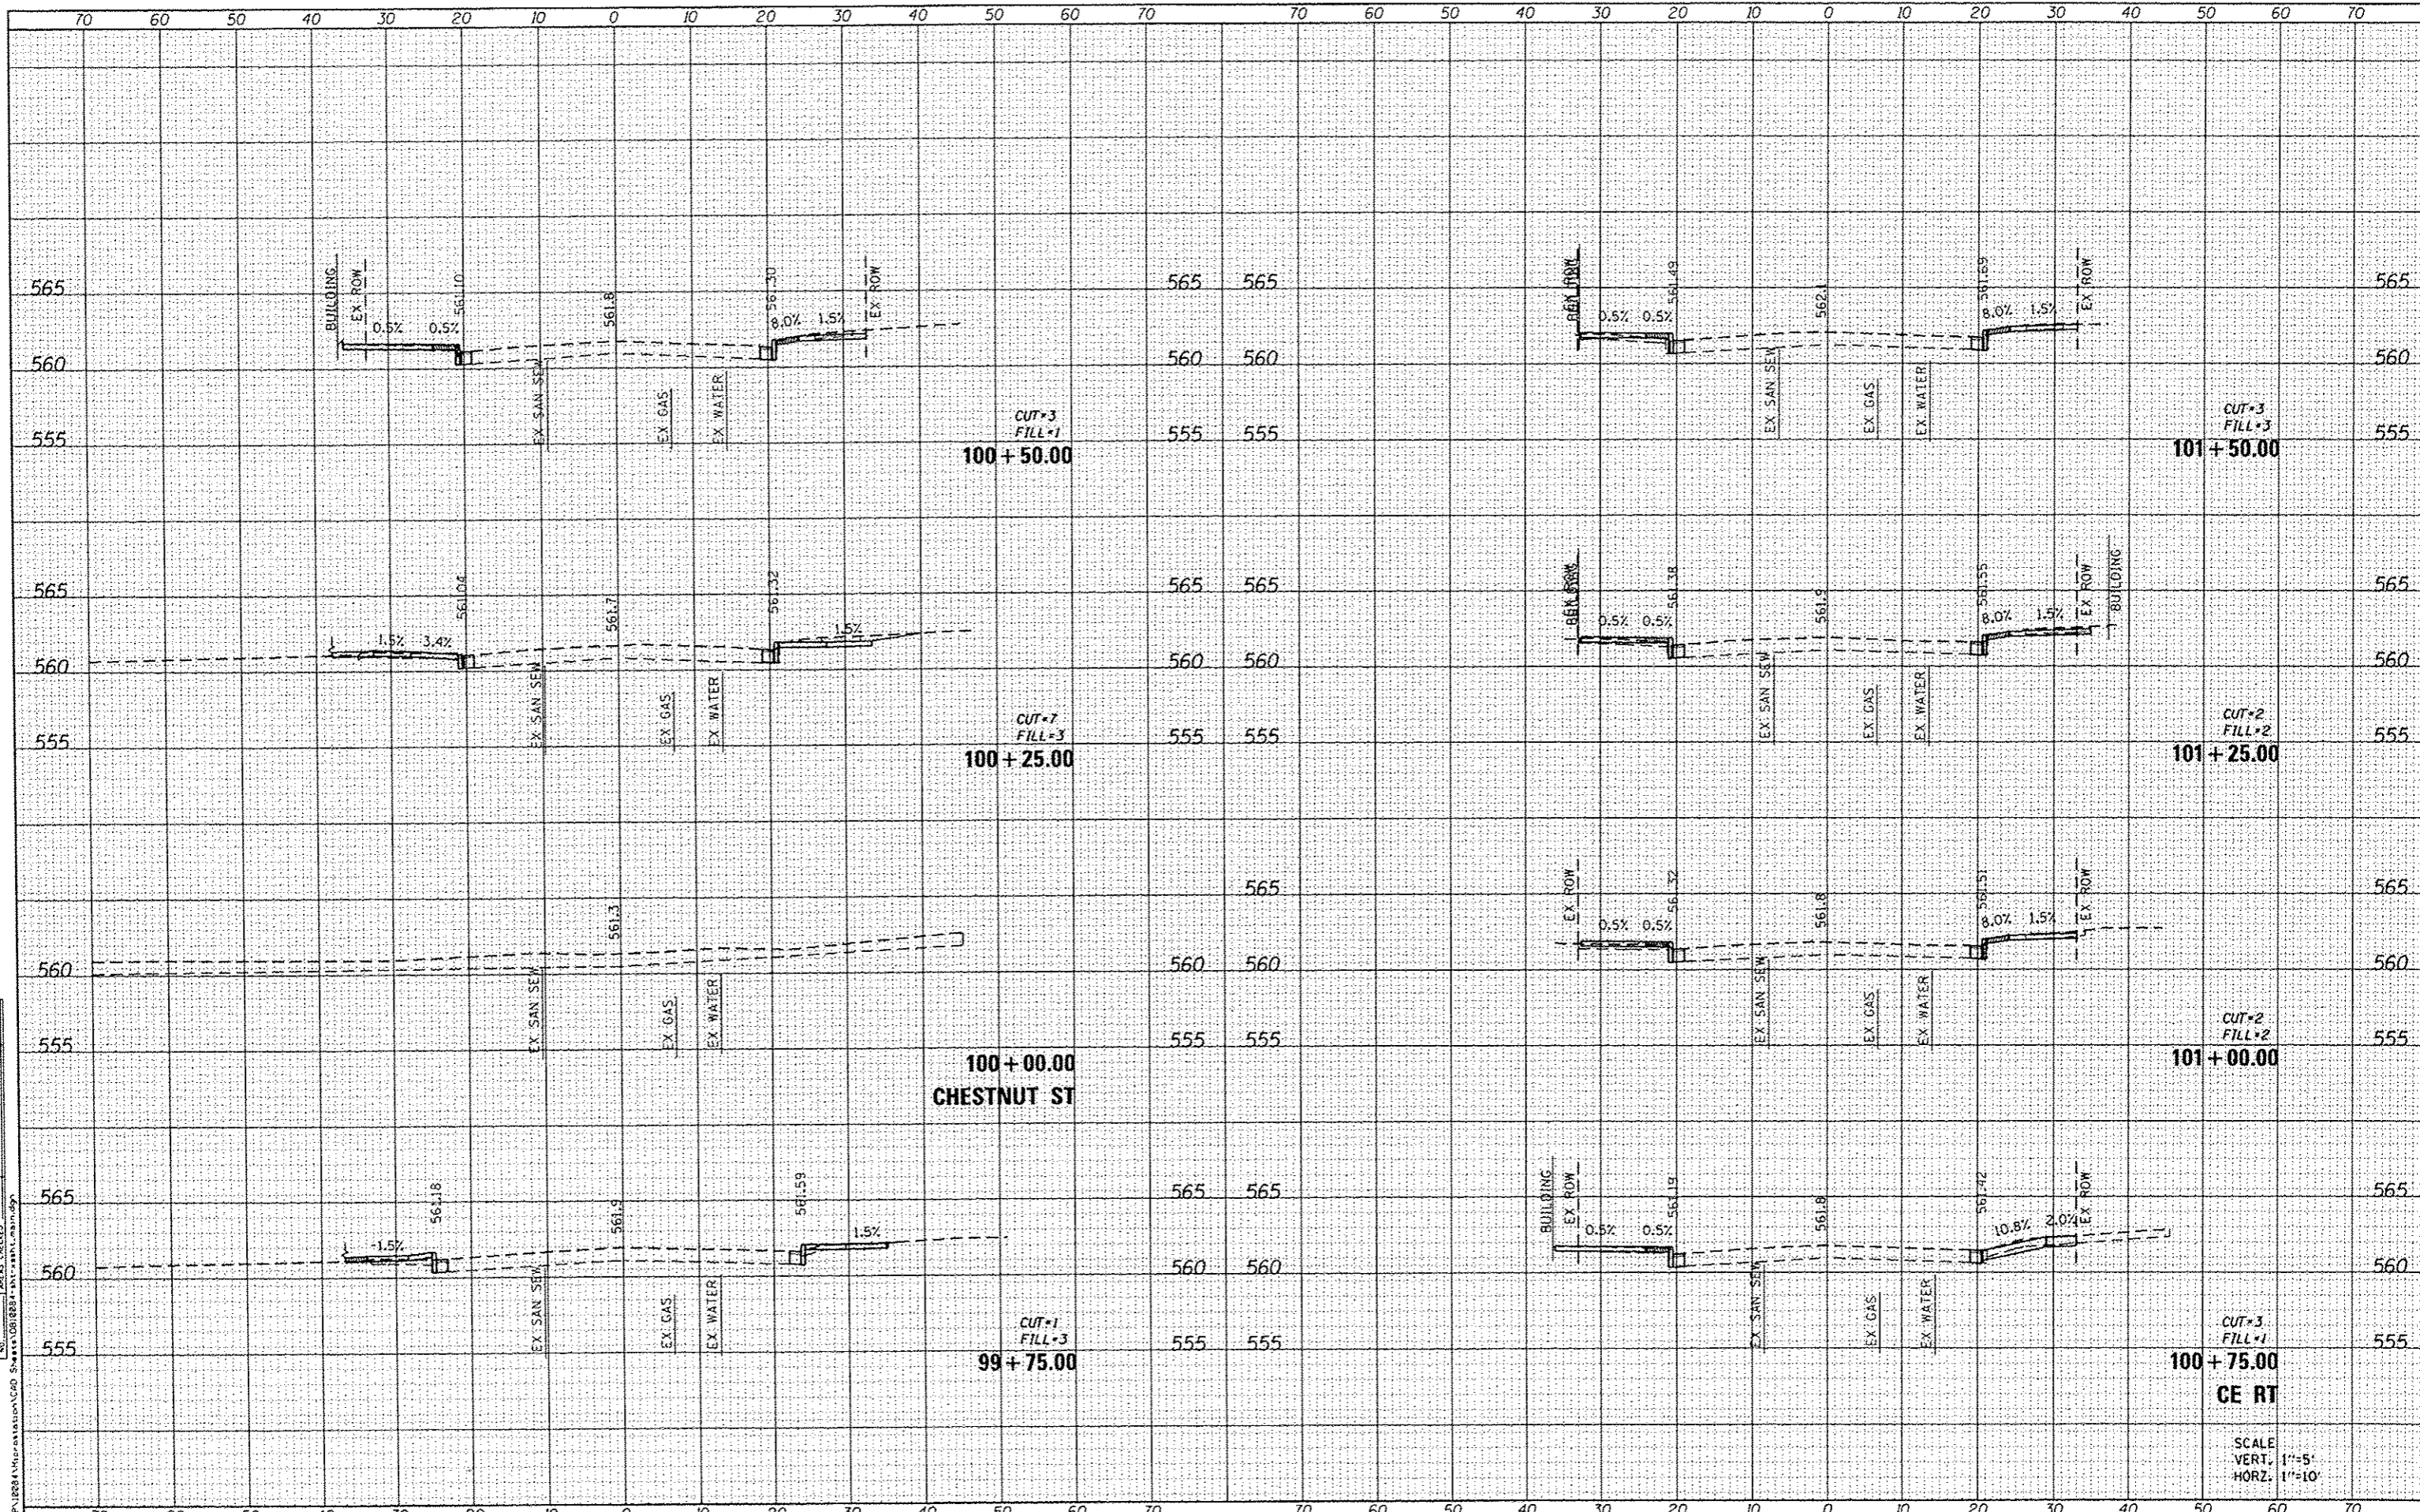 70 60 50 40 30 20 10 0 10 20 30 40 50 60 70 60 50 40 30 20 10 0 10 20 30 40 50 60 70
BUILDING
EX ROW
561.10
561.8
561.30
EX ROW
565
565
0.5% 0.5%
8.0% 1.5%
560
560
EX SAN SEW
EX GAS
EX WATER
CUT=3
FILL=1
555
555
100+50.00
561.04
561.7
561.32
565
565
1.5% 3.4%
1.5%
560
560
EX SAN SEW
EX GAS
EX WATER
CUT=7
FILL=3
555
555
100+25.00
561.3
560
560
EX SAN SEW
EX GAS
EX WATER
555
555
100+00.00
CHESTNUT ST
561.18
561.9
561.59
565
565
-1.5%
1.5%
560
560
EX SAN SEW
EX GAS
EX WATER
CUT=1
FILL=3
555
555
99+75.00
EX ROW
561.49
562.1
561.69
EX ROW
565
565
0.5% 0.5%
8.0% 1.5%
560
560
EX SAN SEW
EX GAS
EX WATER
CUT=3
FILL=3
555
555
101+50.00
561.38
561.9
561.55
EX ROW
BUILDING
565
565
0.5% 0.5%
8.0% 1.5%
560
560
EX SAN SEW
EX GAS
EX WATER
CUT=2
FILL=2
555
555
101+25.00
EX ROW
561.32
561.8
561.51
EX ROW
565
565
0.5% 0.5%
8.0% 1.5%
560
560
EX SAN SEW
EX GAS
EX WATER
CUT=2
FILL=2
555
555
101+00.00
BUILDING
EX ROW
561.19
561.8
561.42
EX ROW
565
565
0.5% 0.5%
10.8% 2.0%
560
560
EX SAN SEW
EX GAS
EX WATER
CUT=3
FILL=1
555
555
100+75.00
CE RT
SCALE
VERT. 1"=5'
HORZ. 1"=10'